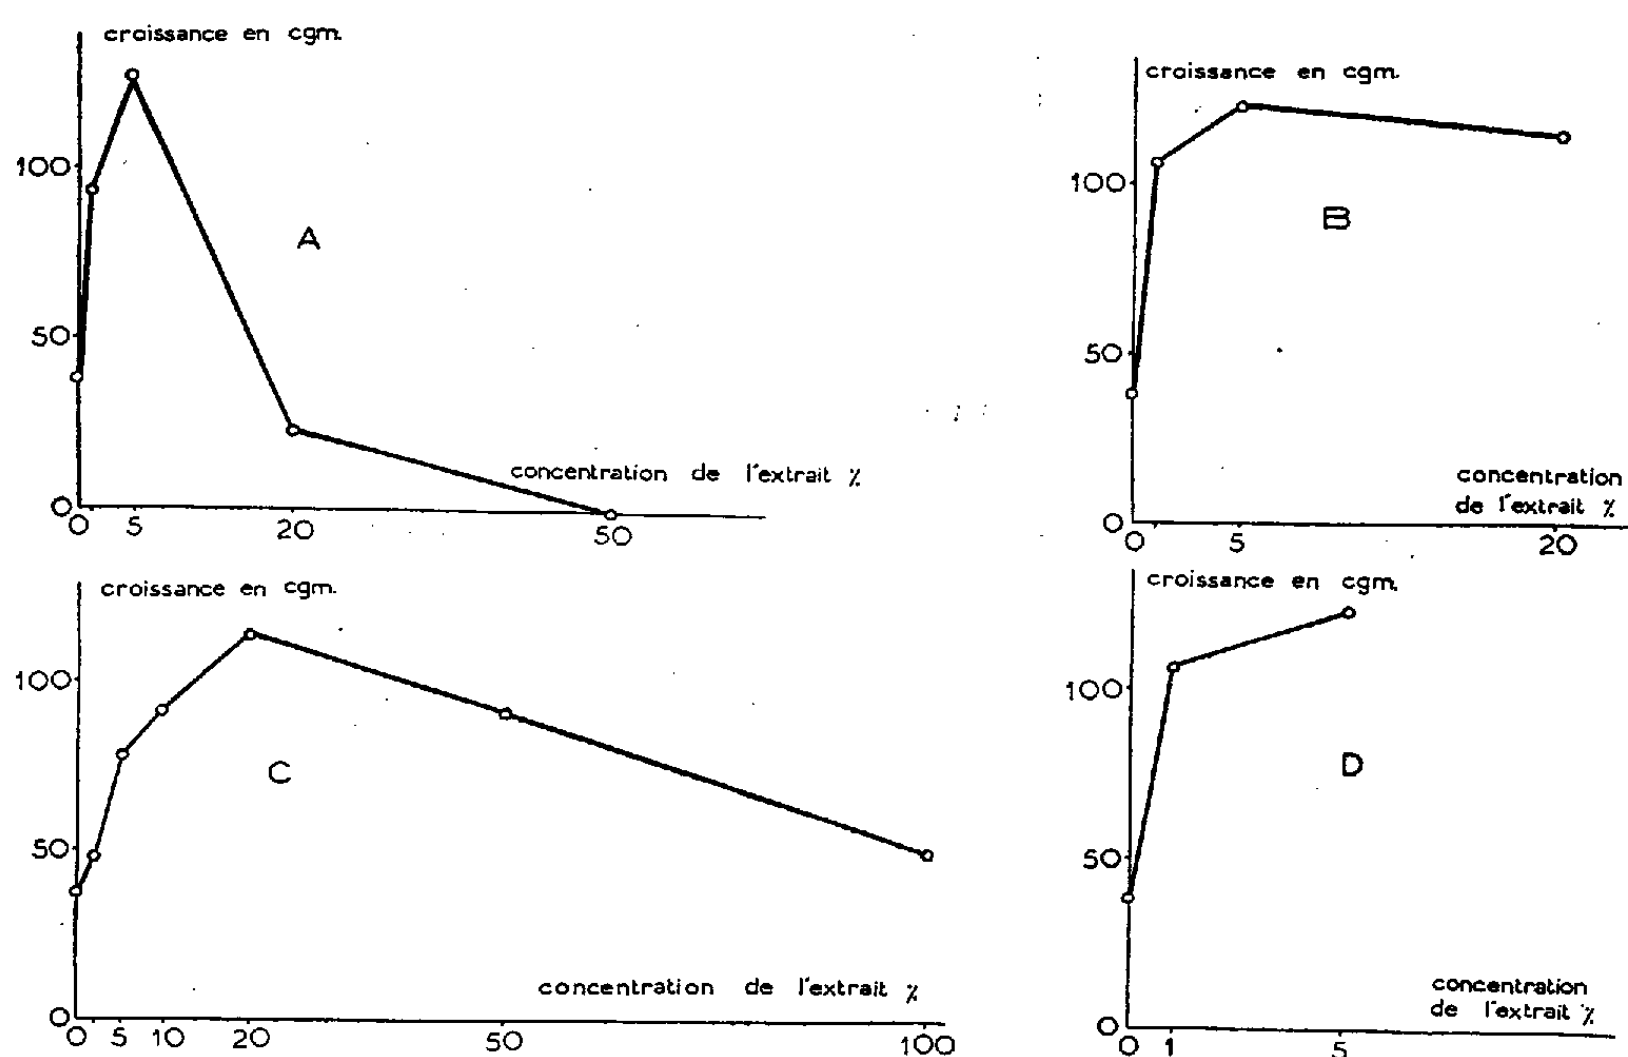 croissance en cgm.
100
50
0
0 5 20 50
A
concentration de l'extrait %
croissance en cgm.
100
50
0
0 5 20
B
concentration
de l'extrait %
croissance en cgm.
100
50
0
0 5 10 20 50 100
C
concentration de l'extrait %
croissance en cgm.
100
50
0
0 1 5
D
concentration
de l'extrait %